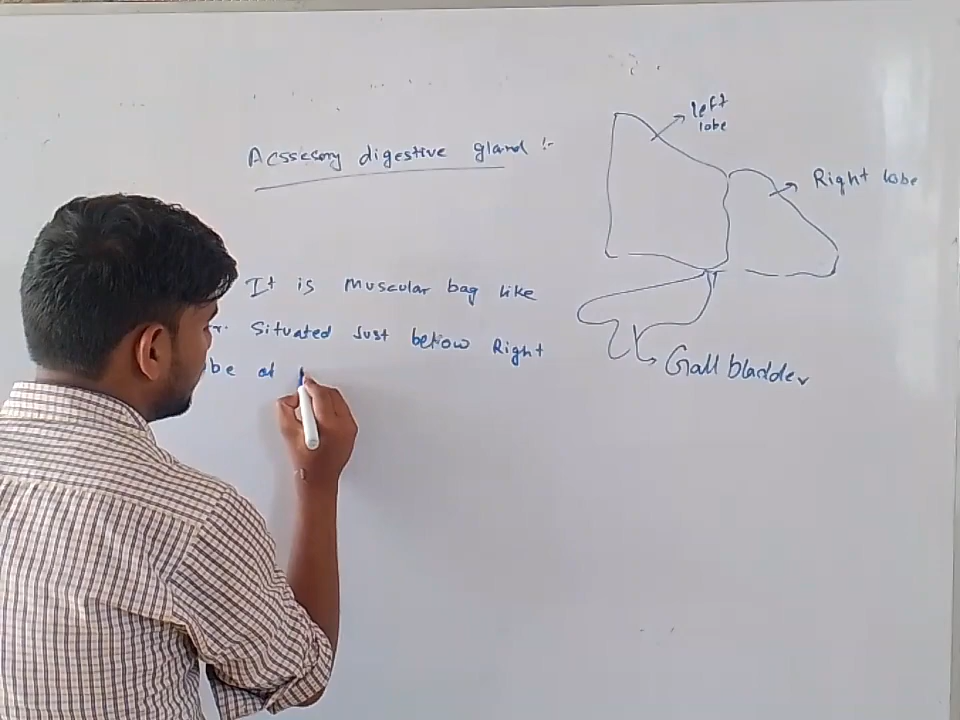 Acssecory digestive gland :-
left
lobe
Right lobe
It is Muscular bag like
r. Situated Just below Right
be of
Gall bladder